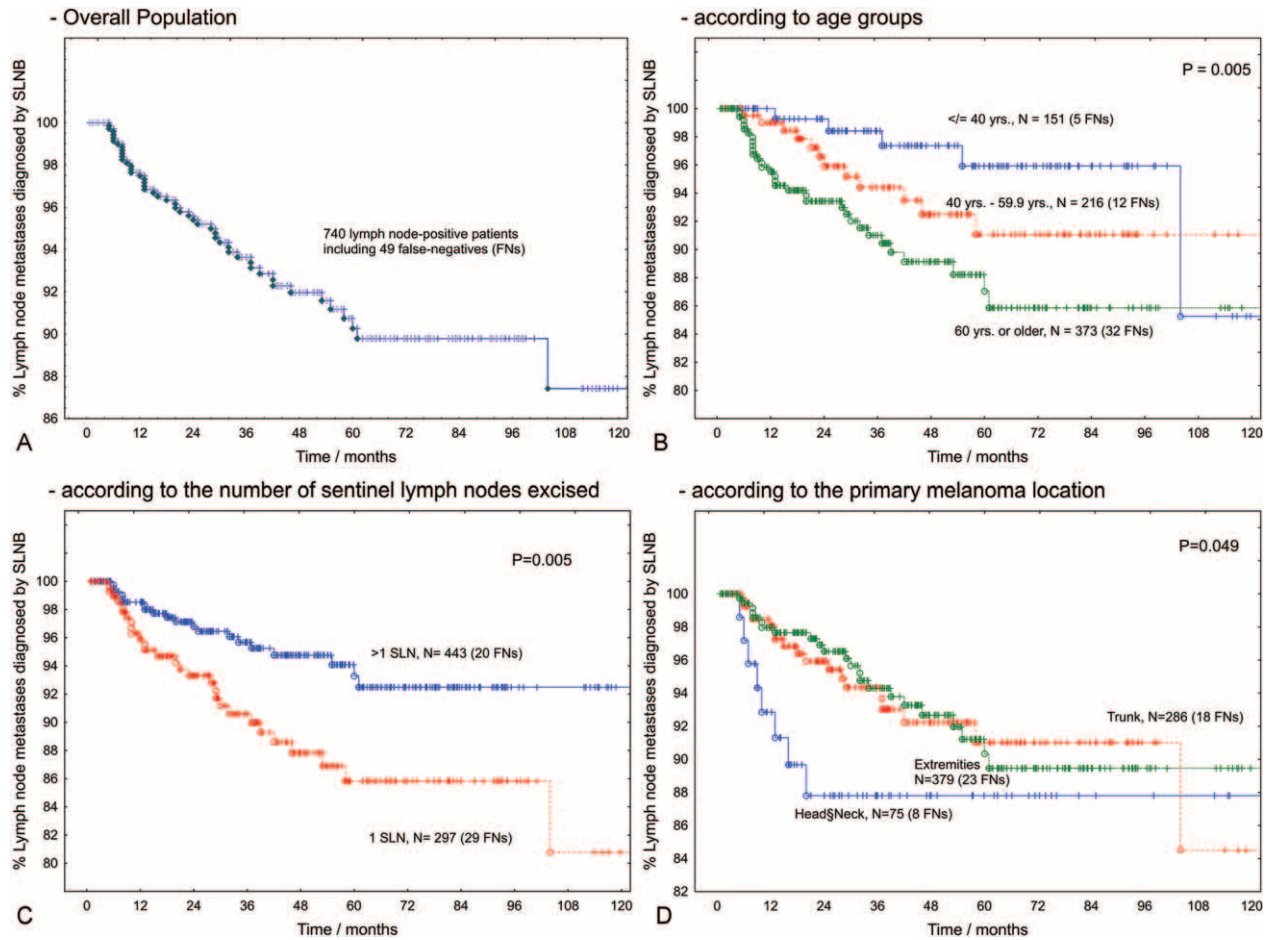 - Overall Population
% Lymph node metastases diagnosed by SLNB
100
98
96
94
92
90
88
86
740 lymph node-positive patients
including 49 false-negatives (FNs)
A
0 12 24 36 48 60 72 84 96 108 120
Time / months
- according to age groups
P = 0.005
% Lymph node metastases diagnosed by SLNB
100
98
96
94
92
90
88
86
84
82
80
</= 40 yrs., N = 151 (5 FNs)
40 yrs. - 59.9 yrs., N = 216 (12 FNs)
60 yrs. or older, N = 373 (32 FNs)
B
0 12 24 36 48 60 72 84 96 108 120
Time / months
- according to the number of sentinel lymph nodes excised
P=0.005
% Lymph node metastases diagnosed by SLNB
100
98
96
94
92
90
88
86
84
82
80
>1 SLN, N= 443 (20 FNs)
1 SLN, N= 297 (29 FNs)
C
0 12 24 36 48 60 72 84 96 108 120
Time / months
- according to the primary melanoma location
P=0.049
% Lymph node metastases diagnosed by SLNB
100
98
96
94
92
90
88
86
84
82
Trunk, N=286 (18 FNs)
Extremities
N=379 (23 FNs)
Head§Neck, N=75 (8 FNs)
D
0 12 24 36 48 60 72 84 96 108 120
Time / months